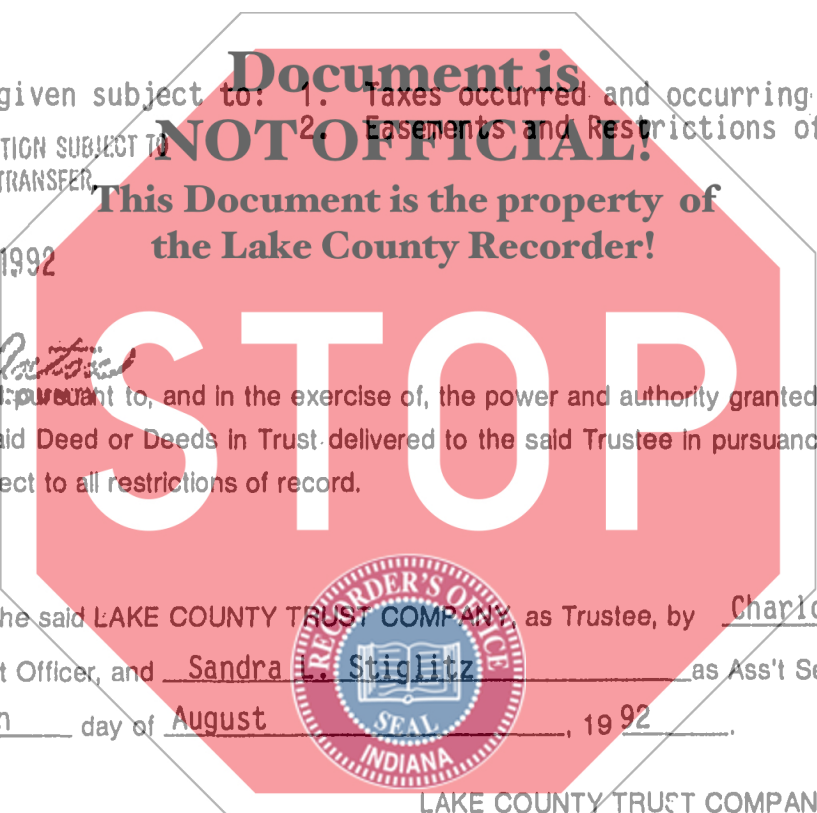 Document is
given subject to: 1. Taxes occurred and occurring
2. Easements and Restrictions of
NOT OFFICIAL!
TION SUBJECT TO
TRANSFER
This Document is the property of
the Lake County Recorder!
1992
STOP
pursuant to, and in the exercise of, the power and authority granted
aid Deed or Deeds in Trust delivered to the said Trustee in pursuanc
ect to all restrictions of record.
RECORDER'S OFFICE
he said LAKE COUNTY TRUST COMPANY, as Trustee, by Charlo
t Officer, and Sandra L. Stiglitz as Ass't Se
n day of August, 19 92.
SEAL
INDIANA
LAKE COUNTY TRUST COMPAN